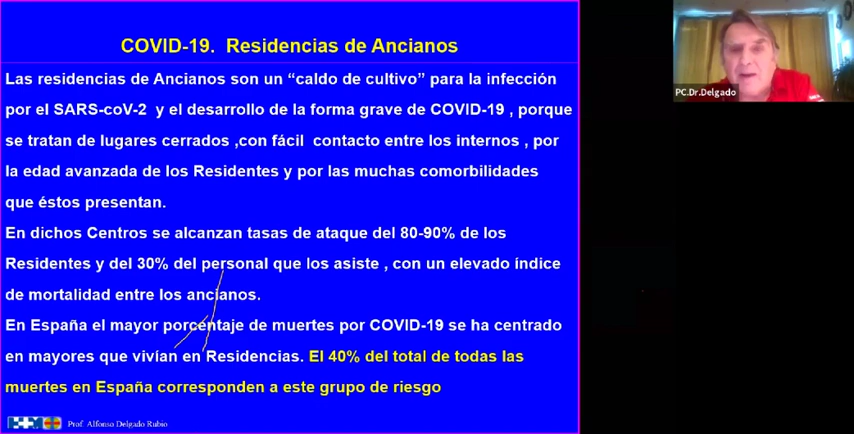 COVID-19. Residencias de Ancianos
PC.Dr.Delgado
Las residencias de Ancianos son un “caldo de cultivo” para la infección
por el SARS-coV-2 y el desarrollo de la forma grave de COVID-19 , porque
se tratan de lugares cerrados ,con fácil contacto entre los internos , por
la edad avanzada de los Residentes y por las muchas comorbilidades
que éstos presentan.
En dichos Centros se alcanzan tasas de ataque del 80-90% de los
Residentes y del 30% del personal que los asiste , con un elevado índice
de mortalidad entre los ancianos.
En España el mayor porcentaje de muertes por COVID-19 se ha centrado
en mayores que vivían en Residencias. El 40% del total de todas las
muertes en España corresponden a este grupo de riesgo
Prof. Alfonso Delgado Rubio